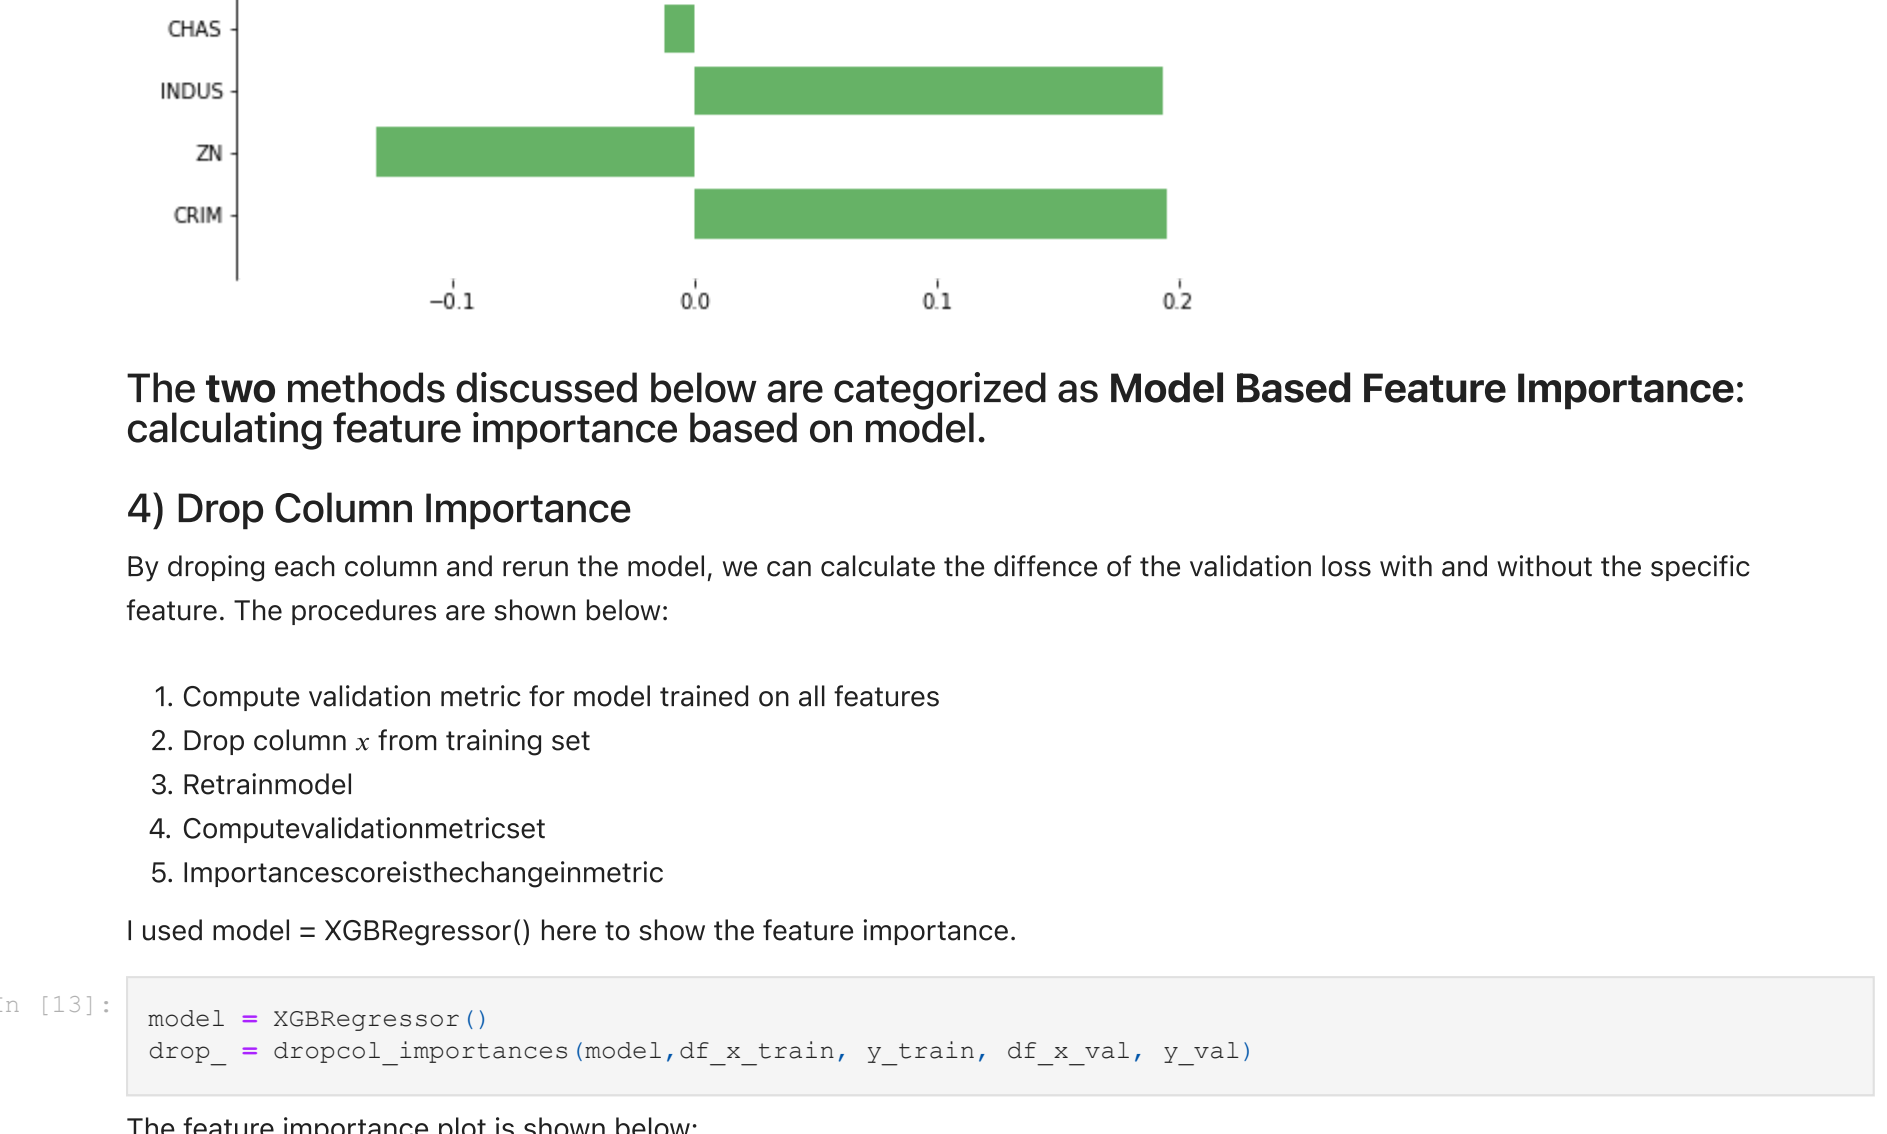 CHAS
INDUS
ZN
CRIM
−0.1 0.0 0.1 0.2
The two methods discussed below are categorized as Model Based Feature Importance:
calculating feature importance based on model.
4) Drop Column Importance
By droping each column and rerun the model, we can calculate the diffence of the validation loss with and without the specific
feature. The procedures are shown below:
1. Compute validation metric for model trained on all features
2. Drop column x from training set
3. Retrainmodel
4. Computevalidationmetricset
5. Importancescoreisthechangeinmetric
I used model = XGBRegressor() here to show the feature importance.
In [13]:
model = XGBRegressor()
drop_ = dropcol_importances(model,df_x_train, y_train, df_x_val, y_val)
The feature importance plot is shown below: